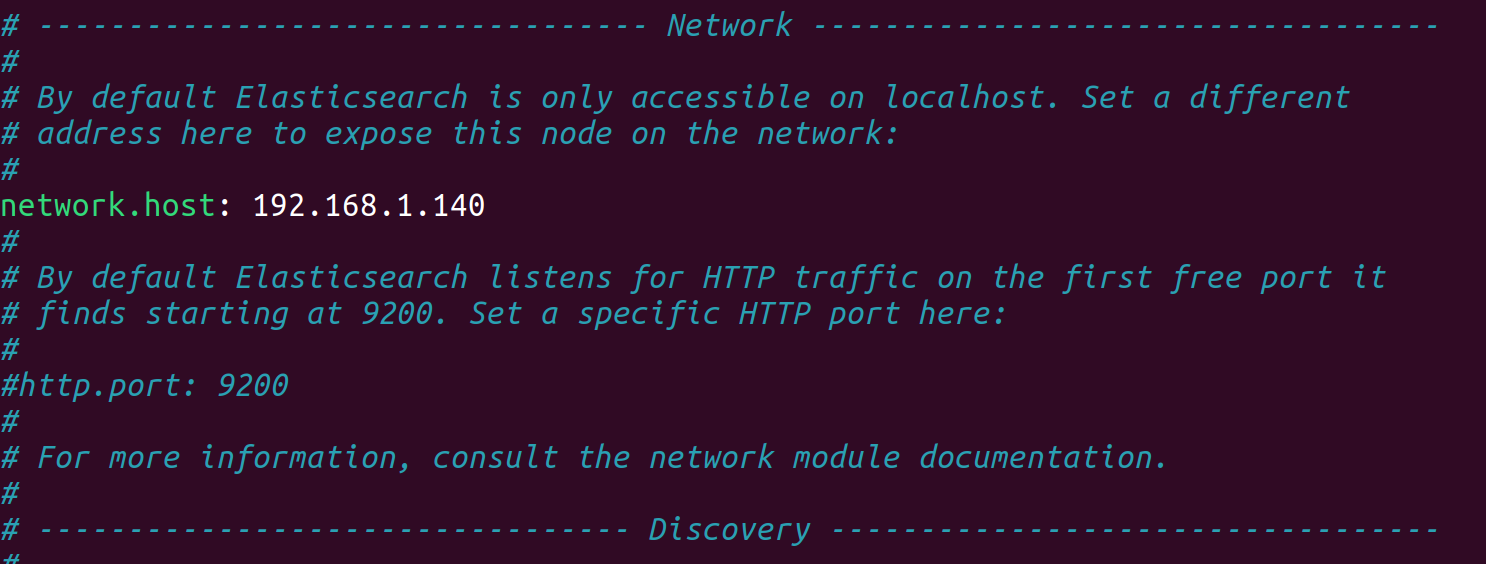 # ---------------------------------- Network -----------------------------------
#
# By default Elasticsearch is only accessible on localhost. Set a different
# address here to expose this node on the network:
#
network.host: 192.168.1.140
#
# By default Elasticsearch listens for HTTP traffic on the first free port it
# finds starting at 9200. Set a specific HTTP port here:
#
#http.port: 9200
#
# For more information, consult the network module documentation.
#
# --------------------------------- Discovery ----------------------------------
#